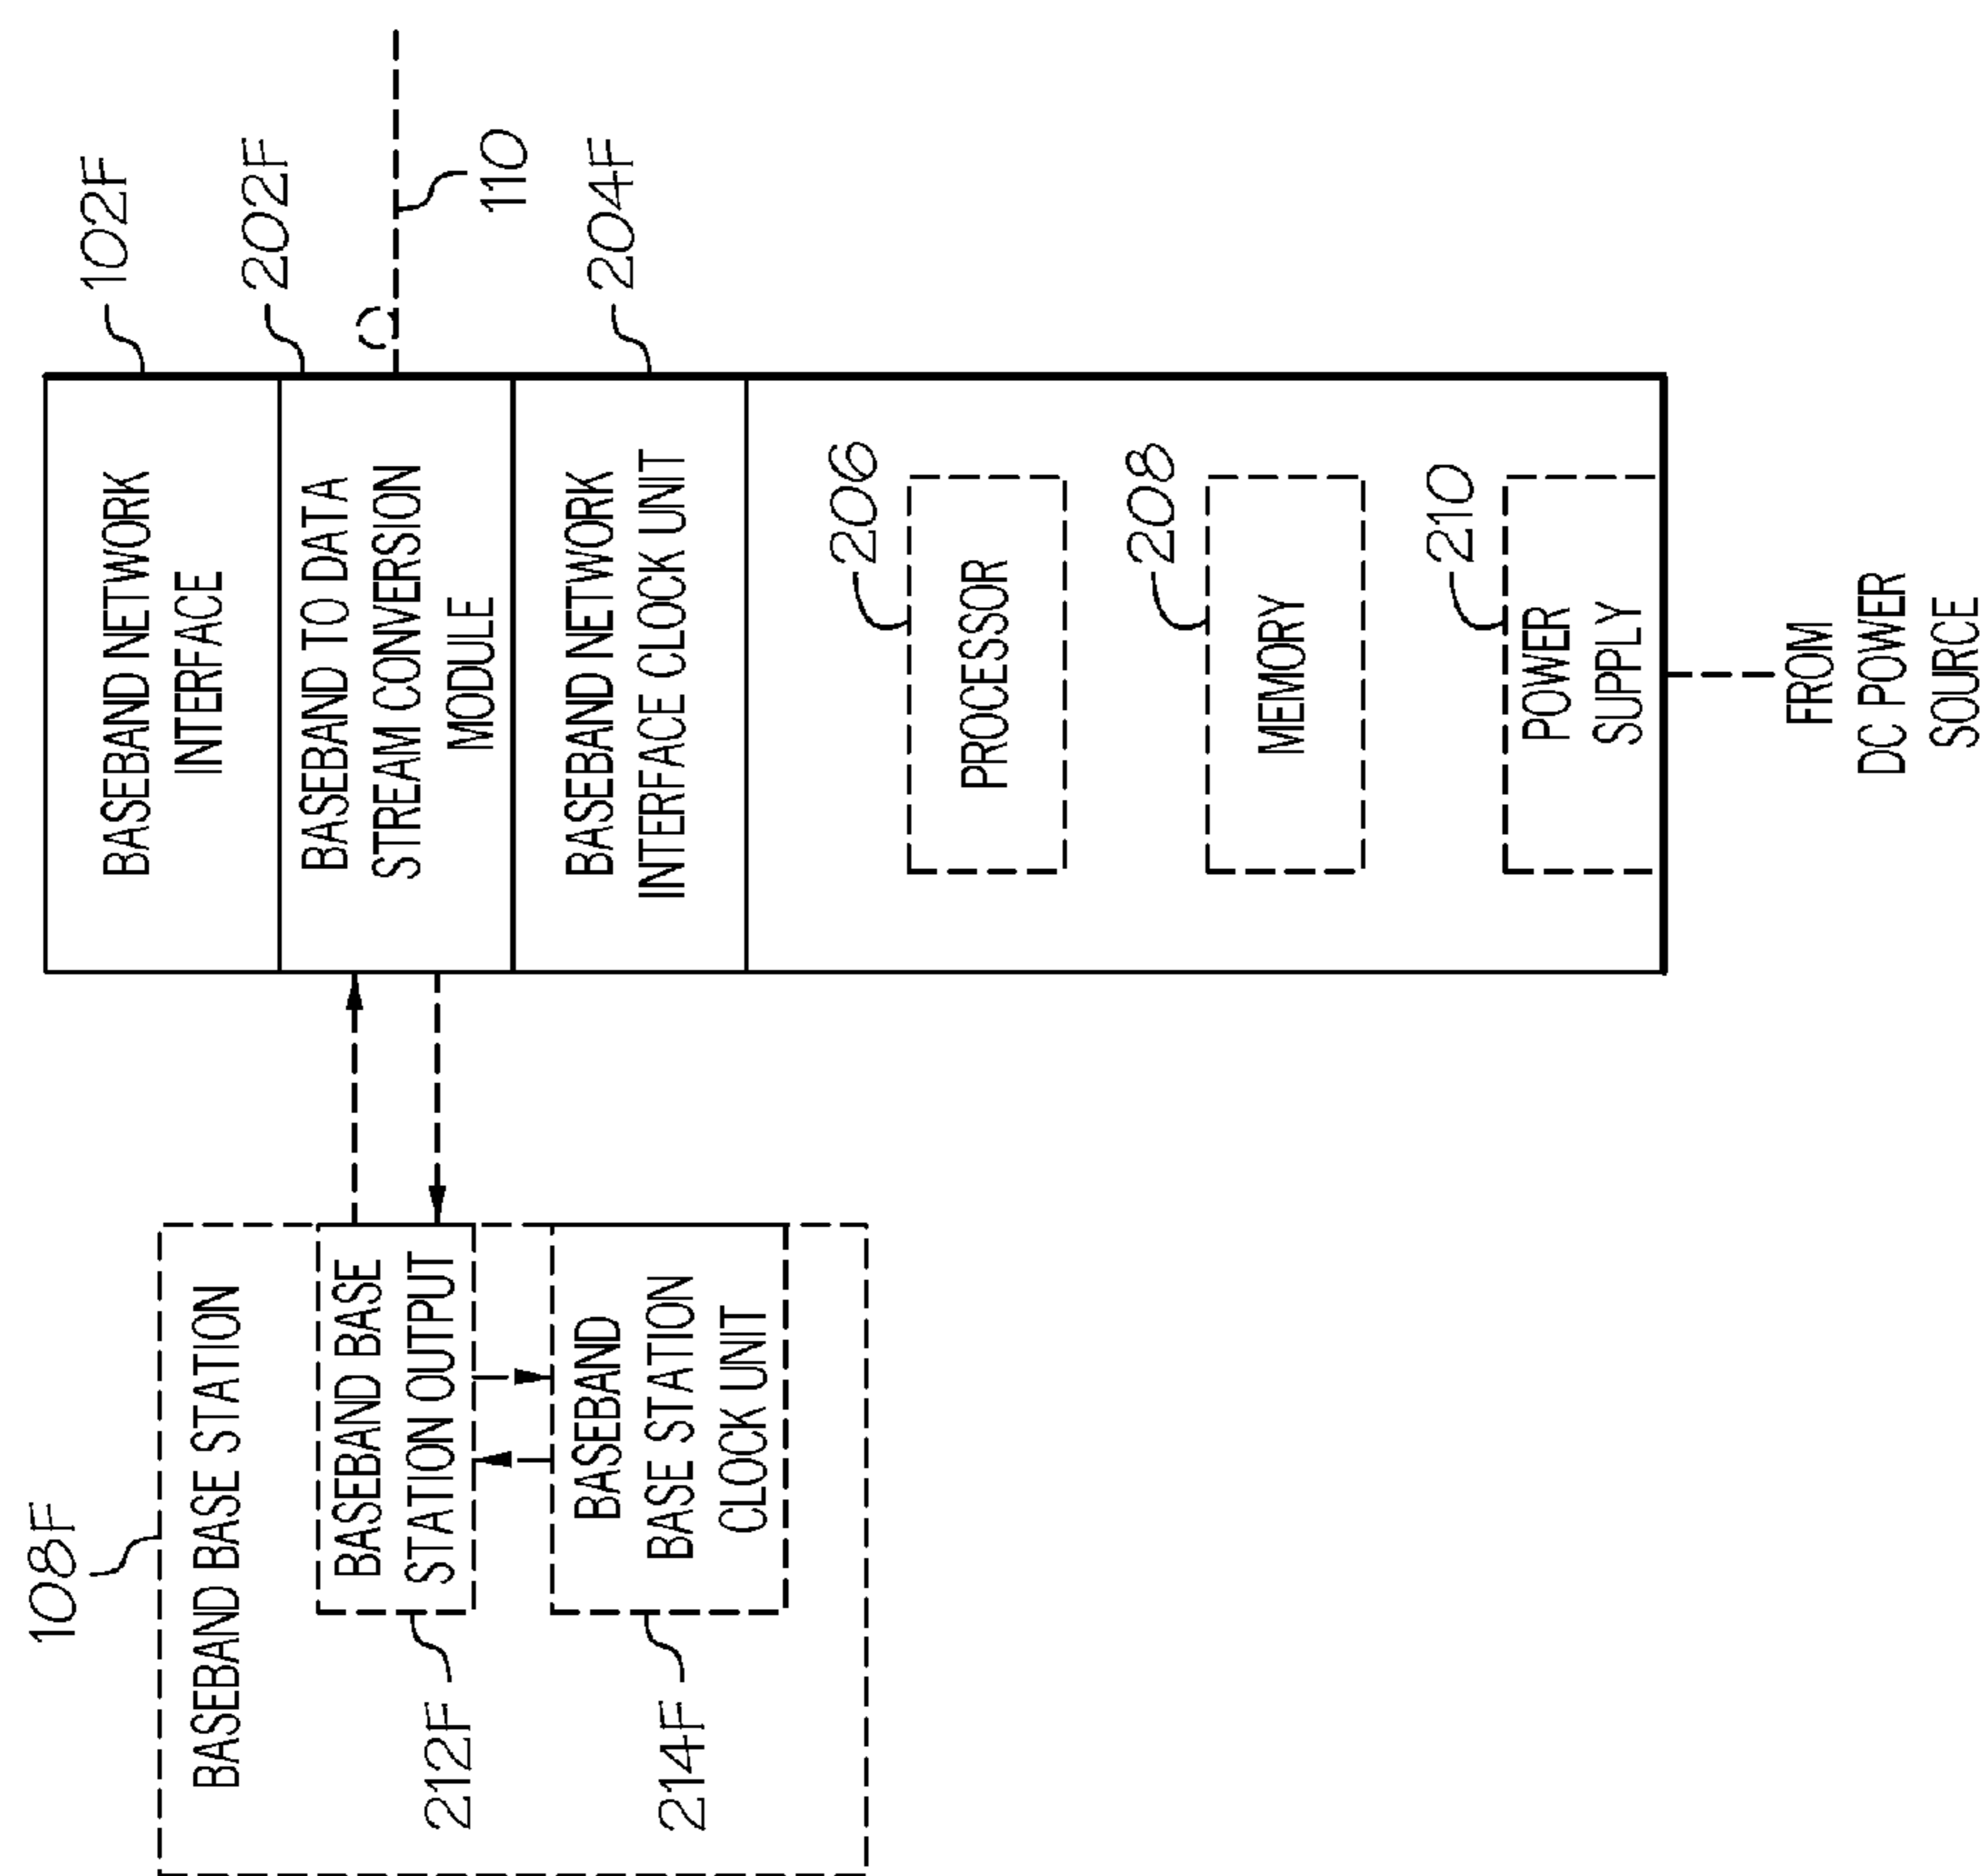 108F
BASEBAND BASE STATION
BASEBAND BASE
STATION OUTPUT
212F
BASEBAND
BASE STATION
CLOCK UNIT
214F
102F
BASEBAND NETWORK
INTERFACE
202F
BASEBAND TO DATA
STREAM CONVERSION
MODULE
110
204F
BASEBAND NETWORK
INTERFACE CLOCK UNIT
206
PROCESSOR
208
MEMORY
210
POWER
SUPPLY
FROM
DC POWER
SOURCE